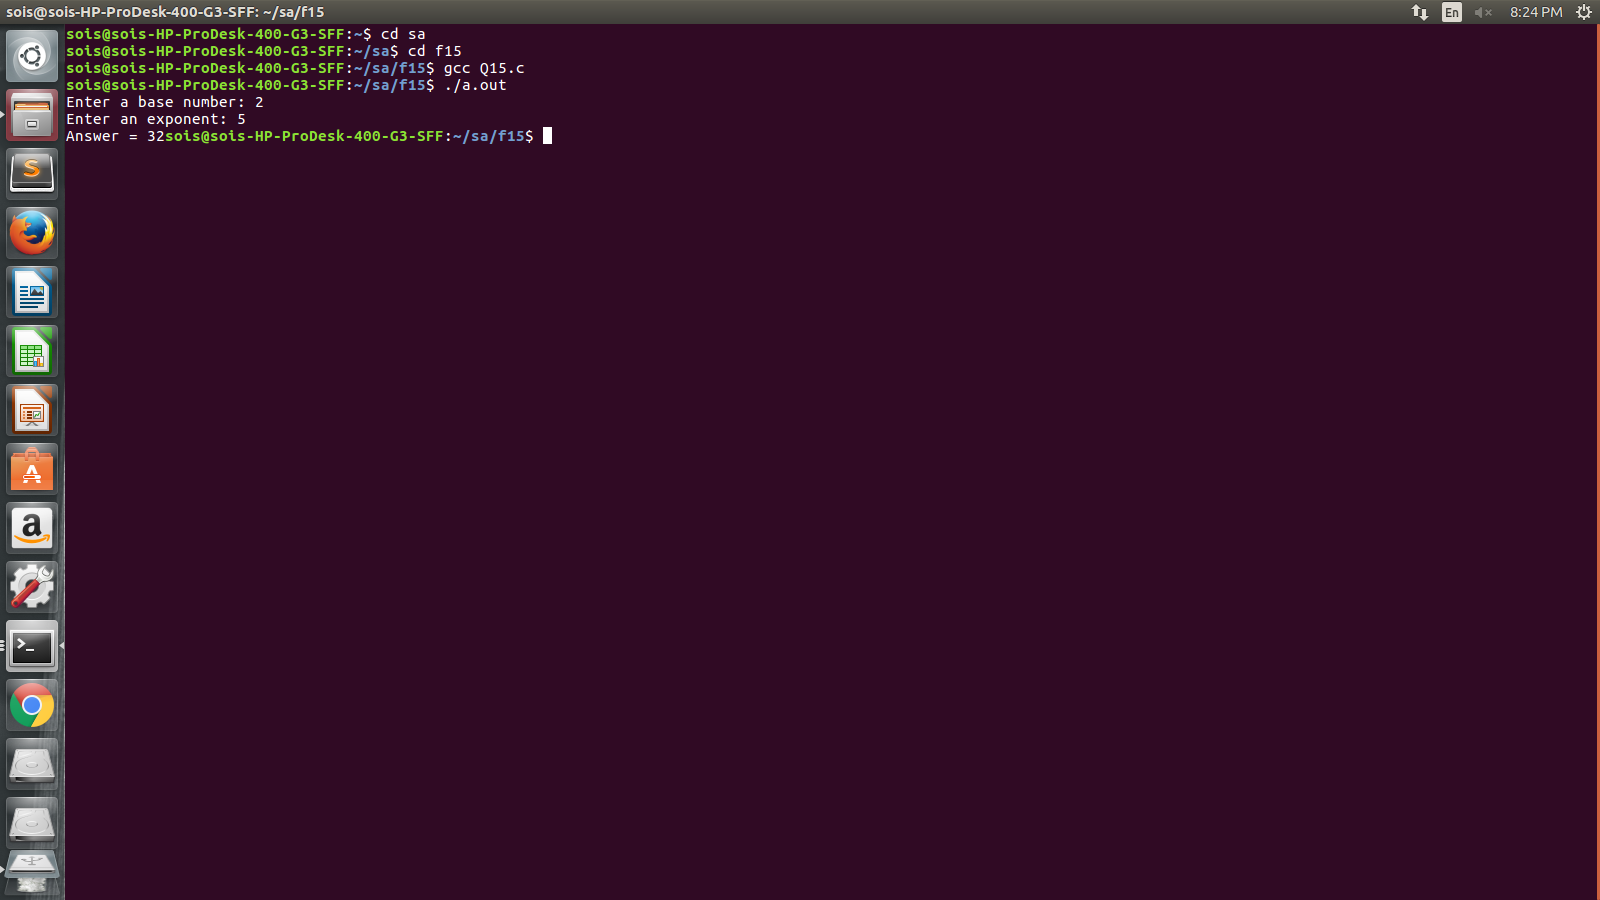 sois@sois-HP-ProDesk-400-G3-SFF: ~/sa/f15
En
8:24 PM
sois@sois-HP-ProDesk-400-G3-SFF:~$ cd sa
sois@sois-HP-ProDesk-400-G3-SFF:~/sa$ cd f15
sois@sois-HP-ProDesk-400-G3-SFF:~/sa/f15$ gcc Q15.c
sois@sois-HP-ProDesk-400-G3-SFF:~/sa/f15$ ./a.out
Enter a base number: 2
Enter an exponent: 5
Answer = 32sois@sois-HP-ProDesk-400-G3-SFF:~/sa/f15$
S
A
a
>_